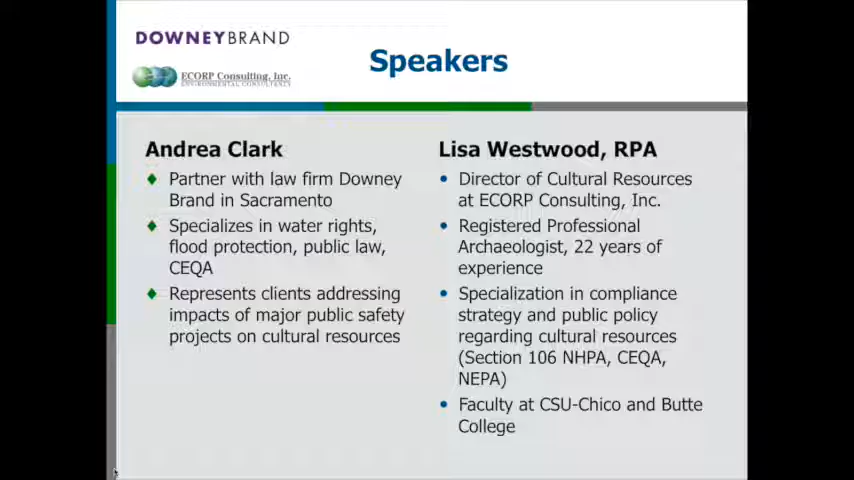 DOWNEYBRAND
ECORP Consulting, Inc.
ENVIRONMENTAL CONSULTANTS
Speakers
Andrea Clark
Partner with law firm Downey
Brand in Sacramento
Specializes in water rights,
flood protection, public law,
CEQA
Represents clients addressing
impacts of major public safety
projects on cultural resources
Lisa Westwood, RPA
Director of Cultural Resources
at ECORP Consulting, Inc.
Registered Professional
Archaeologist, 22 years of
experience
Specialization in compliance
strategy and public policy
regarding cultural resources
(Section 106 NHPA, CEQA,
NEPA)
Faculty at CSU-Chico and Butte
College